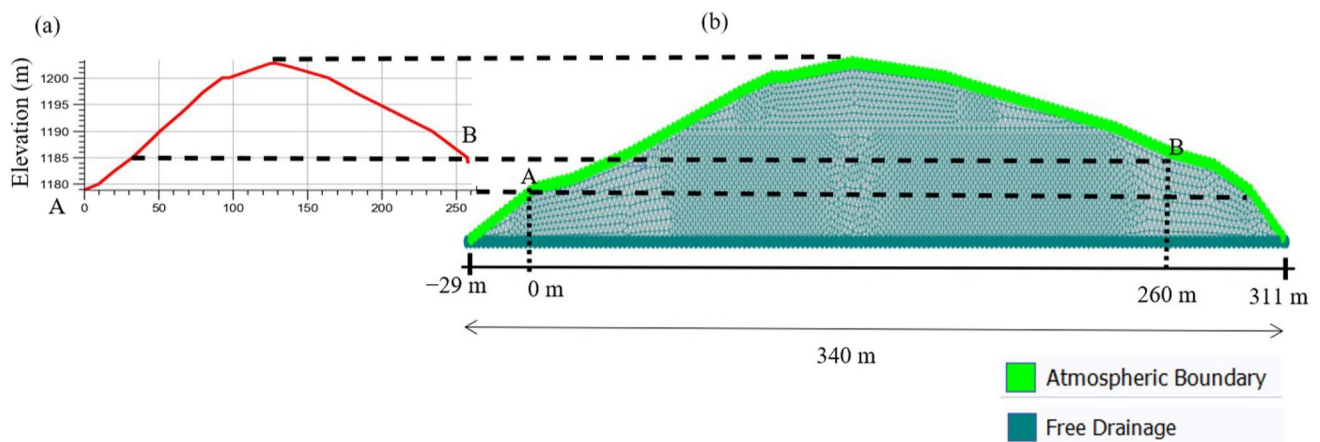 (a)
(b)
Elevation (m)
1200
1195
1190
1185
1180
A
B
0
50
100
150
200
250
A
B
−29 m
0 m
260 m
311 m
340 m
Atmospheric Boundary
Free Drainage